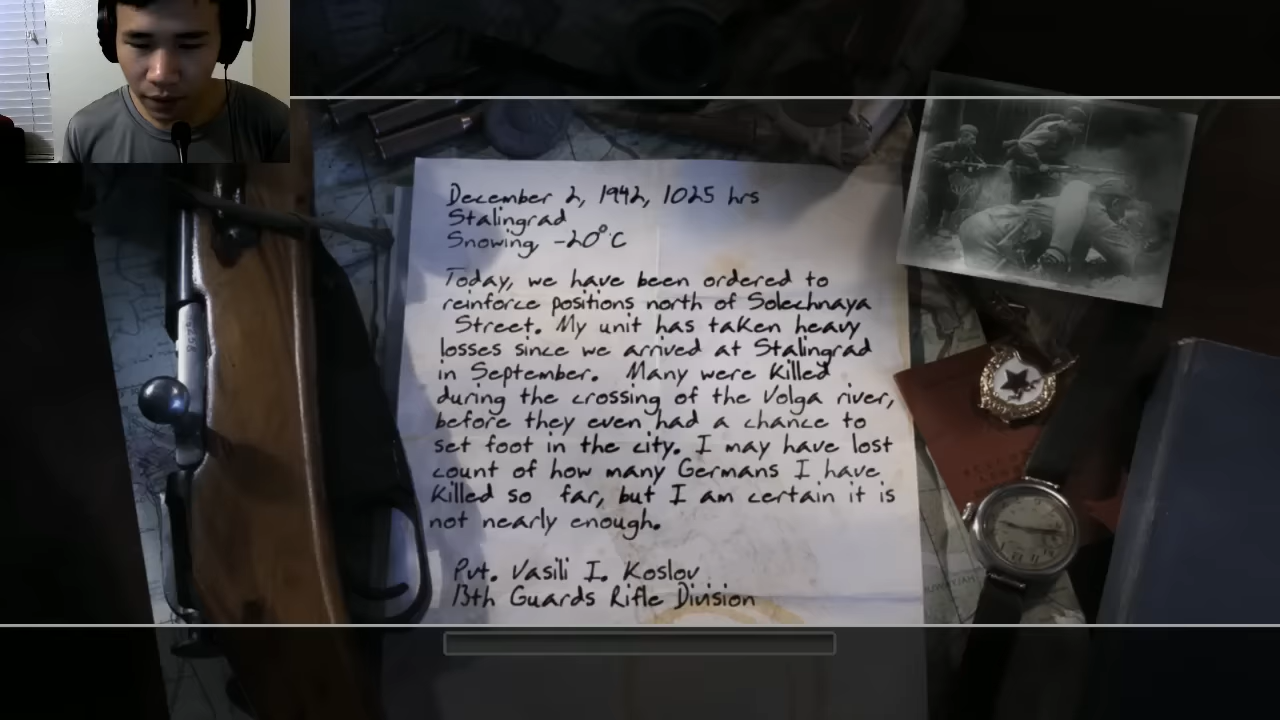 December 2, 1942, 1025 hrs
Stalingrad
Snowing, -20°C
Today, we have been ordered to
reinforce positions north of Solechnaya
Street. My unit has taken heavy
losses since we arrived at Stalingrad
in September. Many were killed
during the crossing of the Volga river,
before they even had a chance to
set foot in the city. I may have lost
count of how many Germans I have
killed so far, but I am certain it is
not nearly enough.
Pvt. Vasili I. Koslov
13th Guards Rifle Division